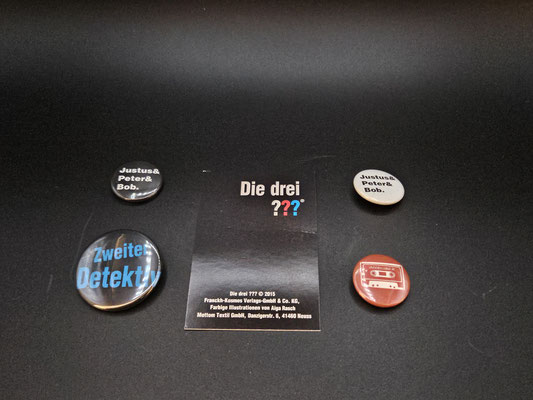 Justus&
Peter&
Bob.
Zweiter
Detektiv
Die drei
???®
Die drei ??? © 2015
Franckh-Kosmos Verlags-GmbH & Co. KG,
Farbige Illustrationen von Aiga Rasch
Mottom Textil GmbH, Danzigerstr. 6, 41460 Neuss
Justus&
Peter&
Bob.